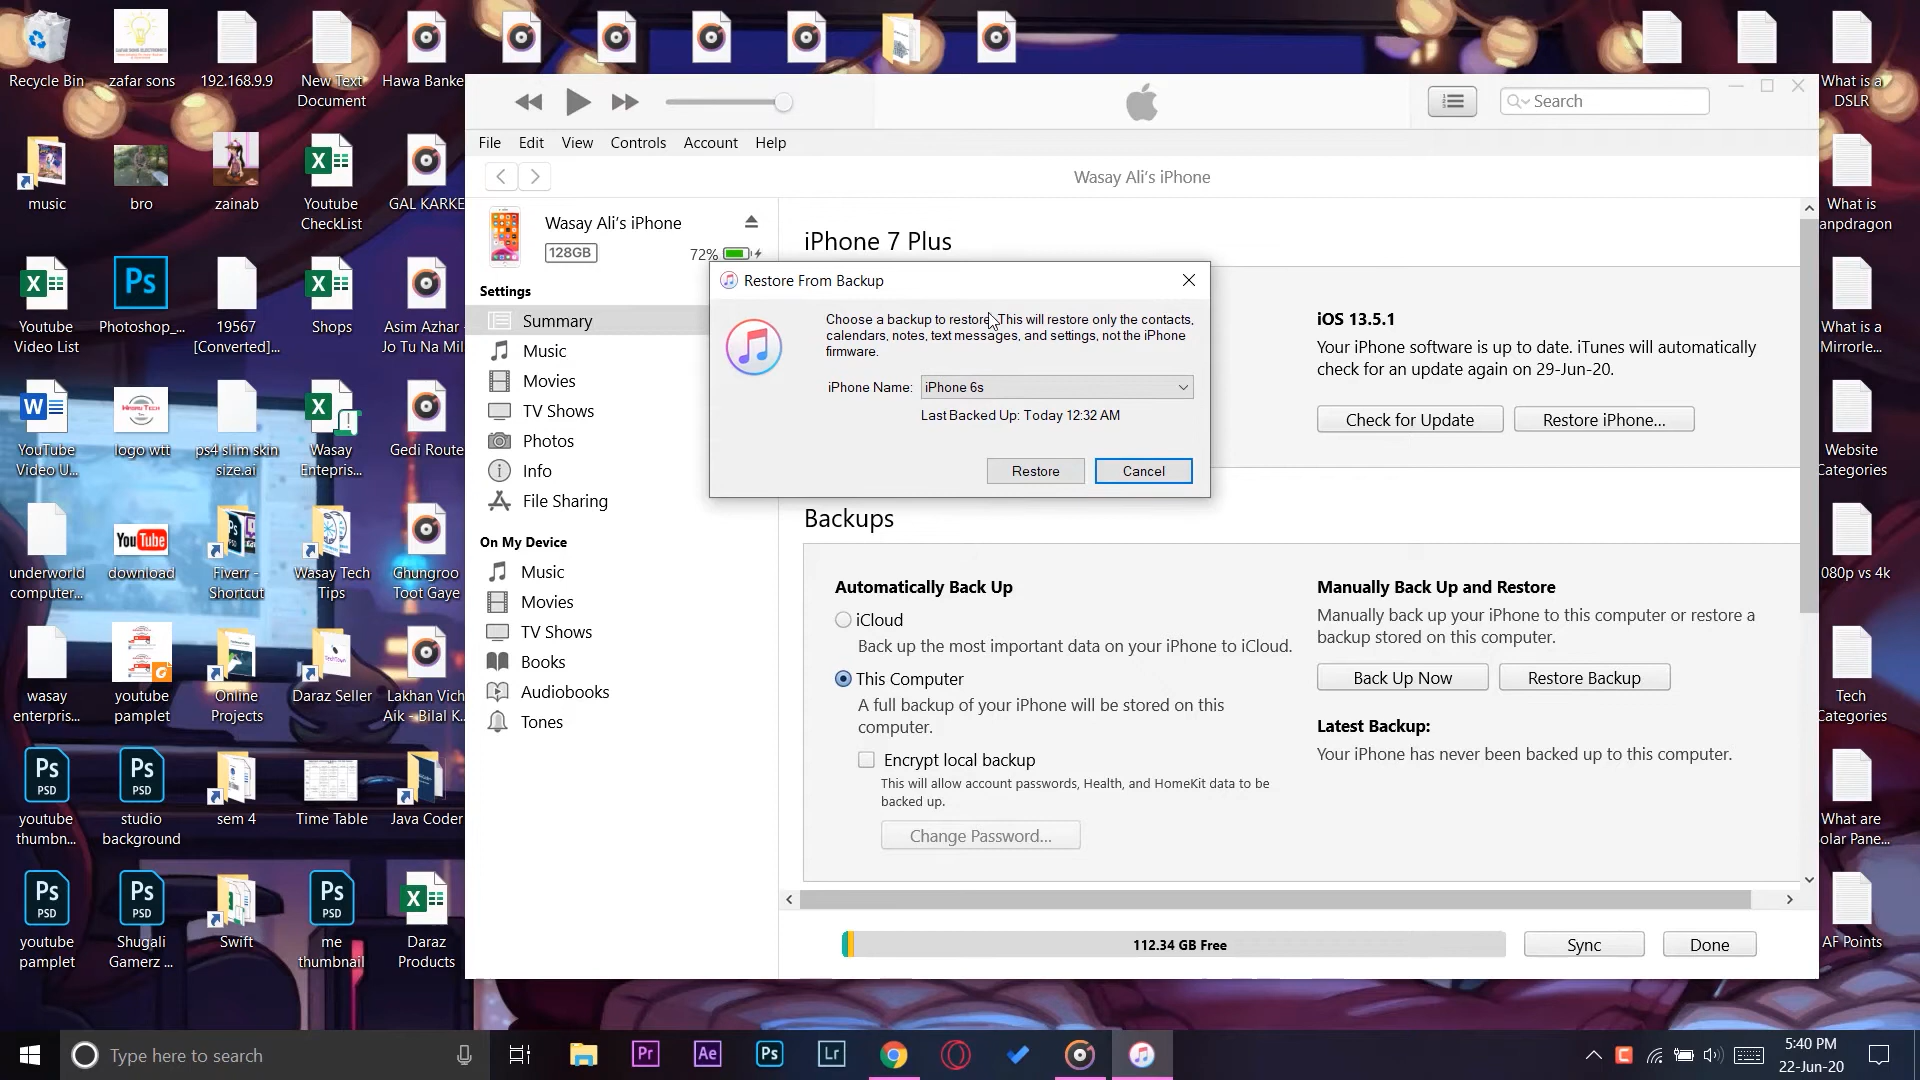 Recycle Bin
zafar sons
192.168.9.9
New Text
Document
Hawa Banke
music
bro
zainab
Youtube
CheckList
GAL KARKE
Youtube
Video List
Photoshop_...
19567
[Converted]...
Shops
Asim Azhar -
Jo Tu Na Mil
YouTube
Video U...
logo wtt
ps4 slim skin
size.ai
Wasay
Entepris...
Gedi Route
underworld
computer...
YouTube
download
Fiverr -
Shortcut
Wasay Tech
Tips
Ghungroo
Toot Gaye
wasay
enterpris...
youtube
pamplet
Online
Projects
Daraz Seller
Lakhan Vich
Aik - Bilal K...
youtube
thumbn...
studio
background
sem 4
Time Table
Java Coder
youtube
pamplet
Shugali
Gamerz ...
Swift
me
thumbnail
Daraz
Products
Search
File Edit View Controls Account Help
Wasay Ali's iPhone
Wasay Ali's iPhone
128GB
72%
Settings
Summary
Music
Movies
TV Shows
Photos
Info
File Sharing
On My Device
Music
Movies
TV Shows
Books
Audiobooks
Tones
iPhone 7 Plus
Restore From Backup
Choose a backup to restore. This will restore only the contacts,
calendars, notes, text messages, and settings, not the iPhone
firmware.
iPhone Name: iPhone 6s
Last Backed Up: Today 12:32 AM
Restore
Cancel
iOS 13.5.1
Your iPhone software is up to date. iTunes will automatically
check for an update again on 29-Jun-20.
Check for Update
Restore iPhone...
Backups
Automatically Back Up
iCloud
Back up the most important data on your iPhone to iCloud.
This Computer
A full backup of your iPhone will be stored on this
computer.
Encrypt local backup
This will allow account passwords, Health, and HomeKit data to be
backed up.
Change Password...
Manually Back Up and Restore
Manually back up your iPhone to this computer or restore a
backup stored on this computer.
Back Up Now
Restore Backup
Latest Backup:
Your iPhone has never been backed up to this computer.
112.34 GB Free
Sync
Done
What is a
DSLR
What is
anpdragon
What is a
Mirrorle...
Website
Categories
080p vs 4k
Tech
Categories
What are
olar Pane...
AF Points
Type here to search
Pr
Ae
Ps
Lr
5:40 PM
22-Jun-20